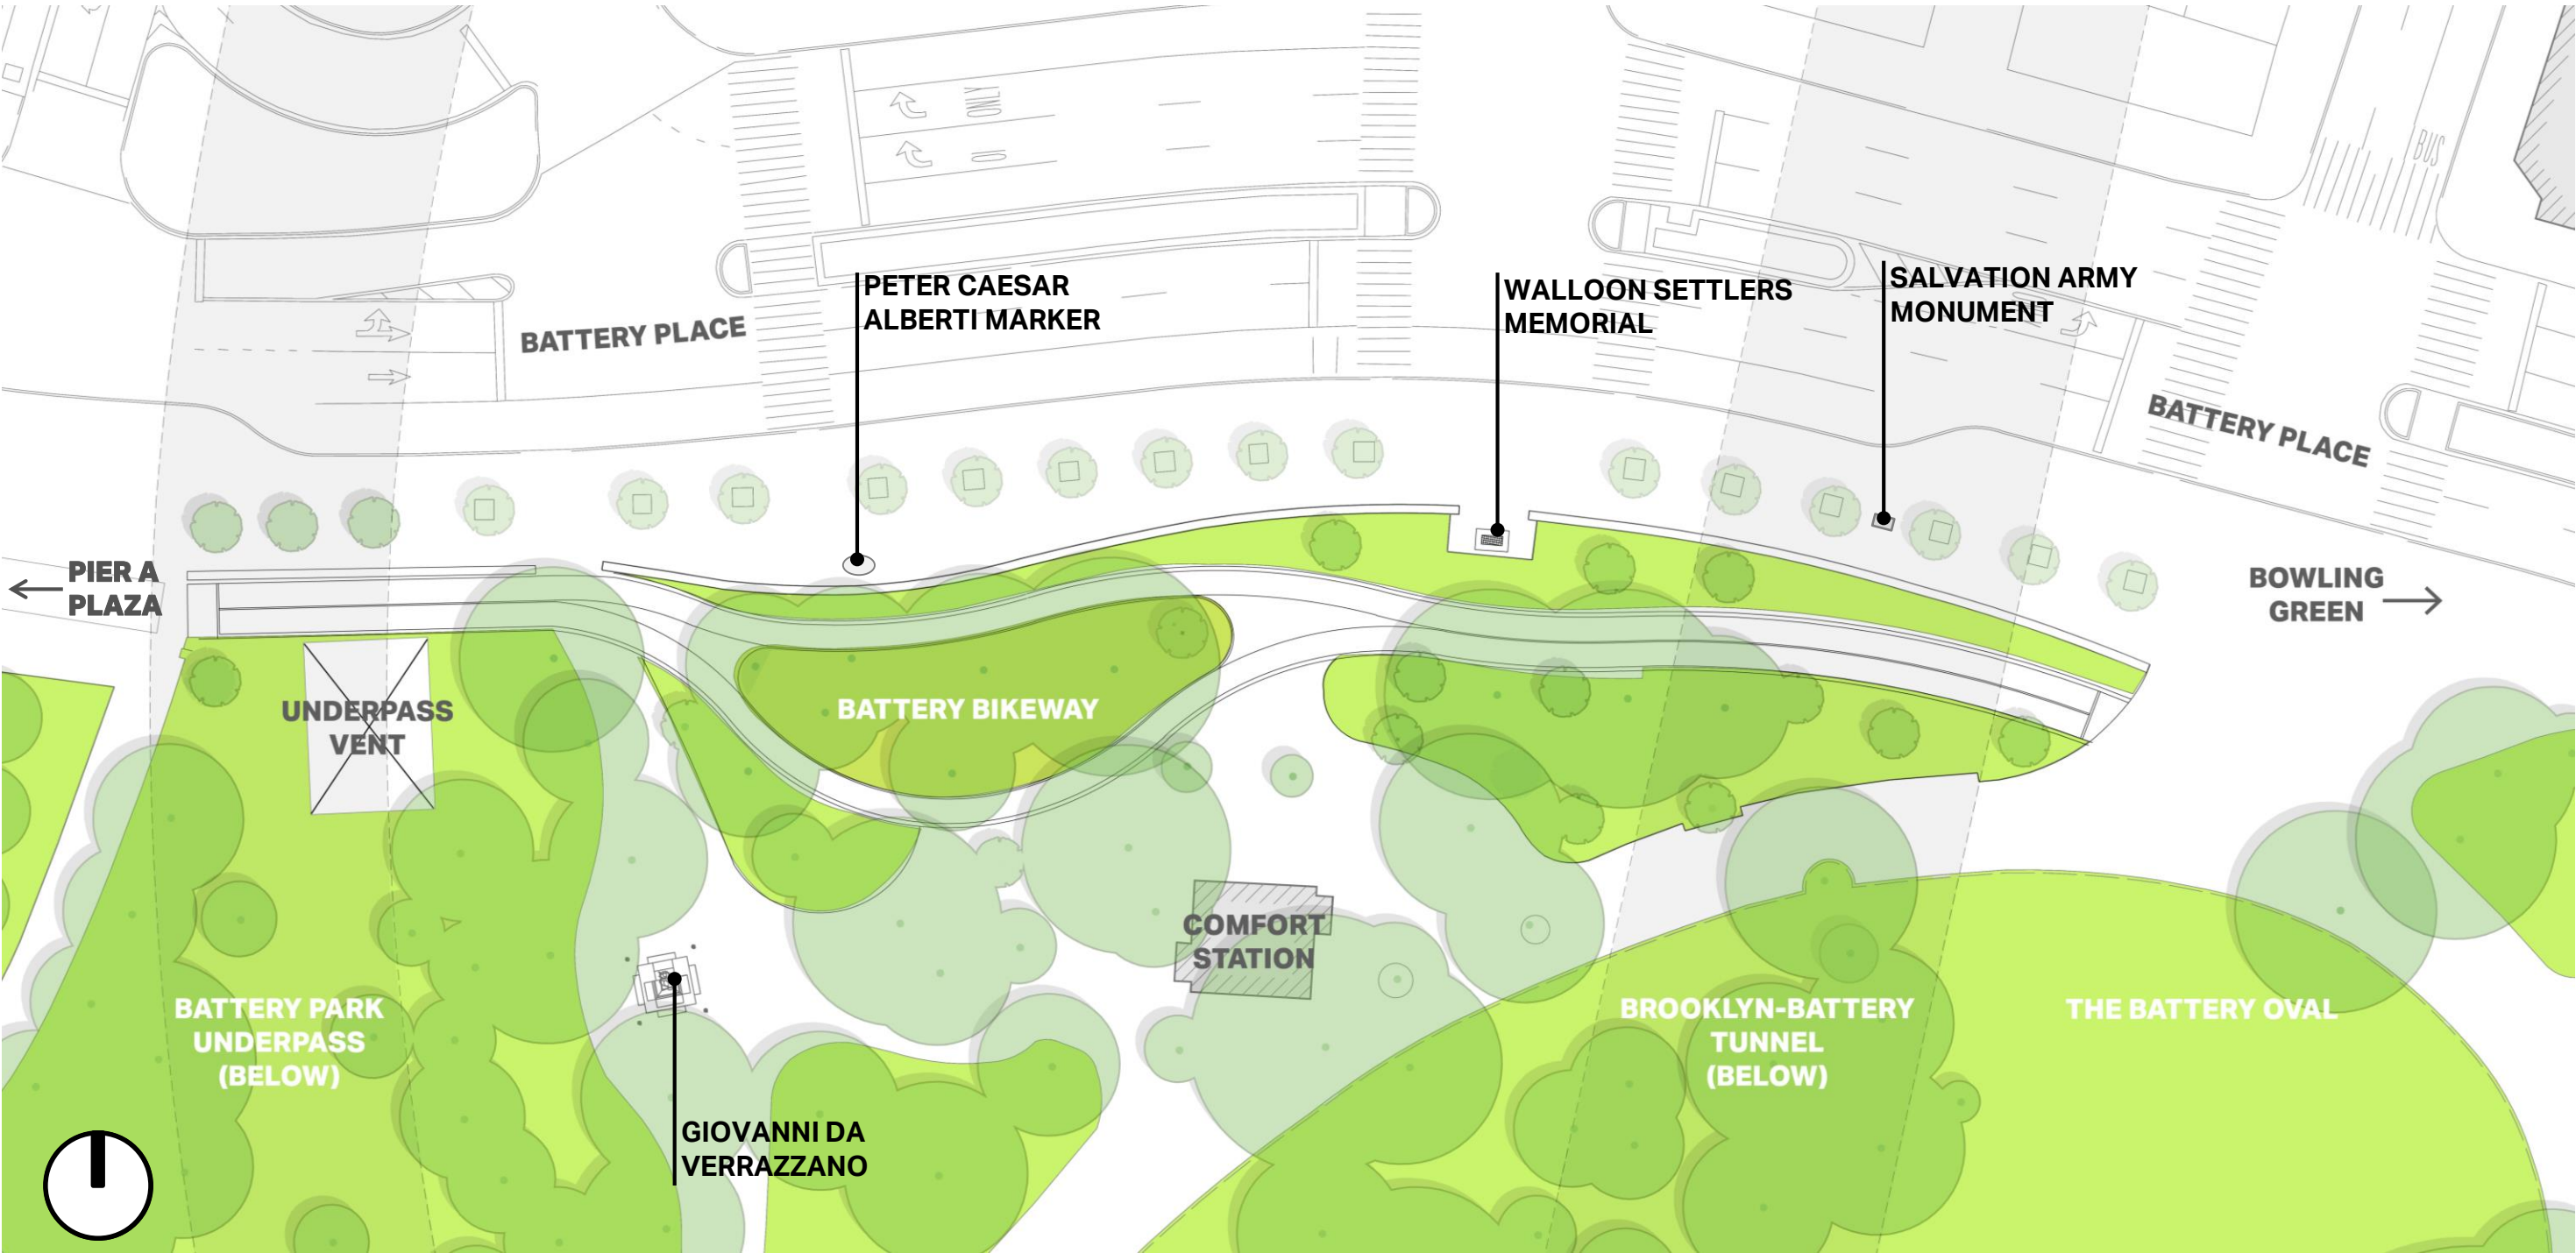 ONLY
BUS
PETER CAESAR
ALBERTI MARKER
WALLOON SETTLERS
MEMORIAL
SALVATION ARMY
MONUMENT
BATTERY PLACE
BATTERY PLACE
PIER A
PLAZA
BOWLING
GREEN
UNDERPASS
VENT
BATTERY BIKEWAY
COMFORT
STATION
BATTERY PARK
UNDERPASS
(BELOW)
BROOKLYN-BATTERY
TUNNEL
(BELOW)
THE BATTERY OVAL
GIOVANNI DA
VERRAZZANO